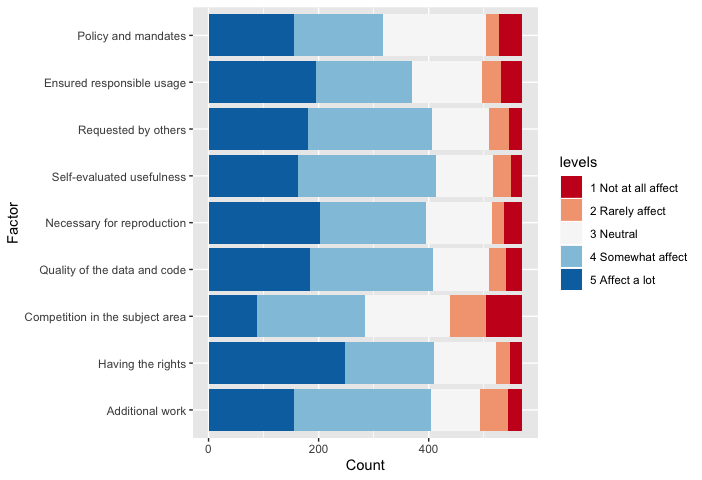 Policy and mandates
Ensured responsible usage
Requested by others
Self-evaluated usefulness
Necessary for reproduction
Quality of the data and code
Competition in the subject area
Having the rights
Additional work
Factor
0
200
400
Count
levels
1 Not at all affect
2 Rarely affect
3 Neutral
4 Somewhat affect
5 Affect a lot